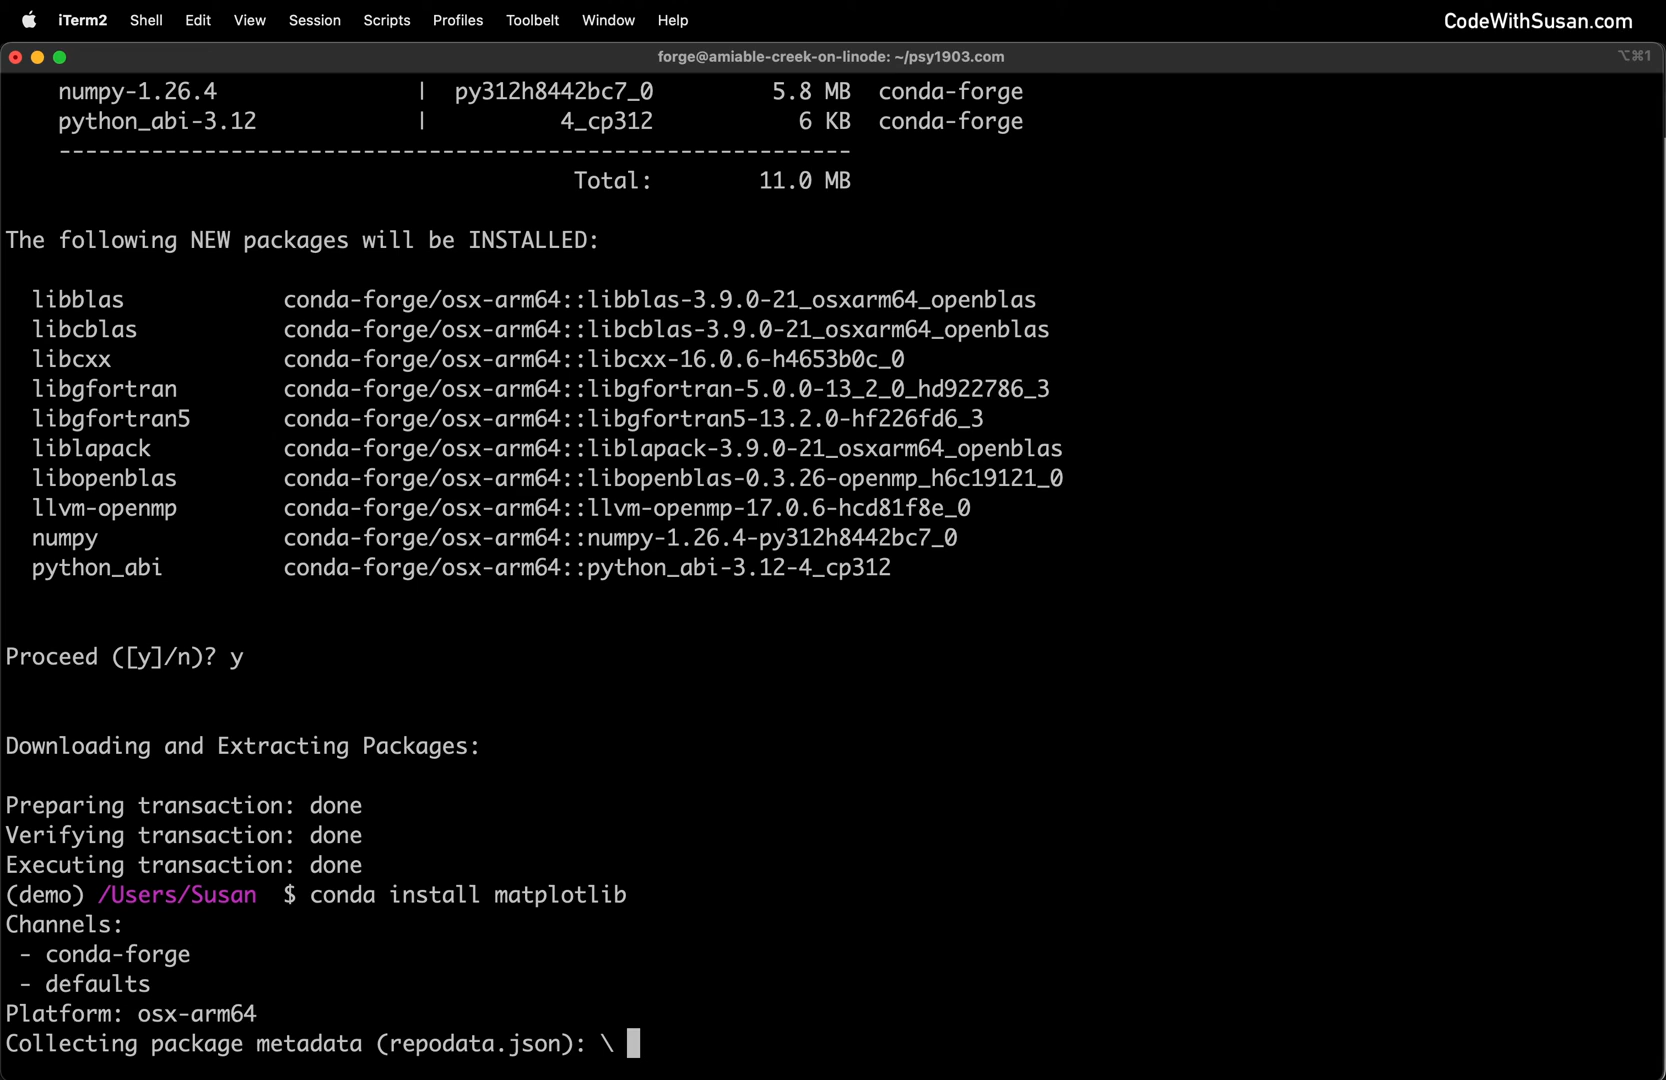 iTerm2 Shell Edit View Session Scripts Profiles Toolbelt Window Help CodeWithSusan.com
forge@amiable-creek-on-linode: ~/psy1903.com ⌥⌘1
numpy-1.26.4 | py312h8442bc7_0 5.8 MB conda-forge
python_abi-3.12 | 4_cp312 6 KB conda-forge
------------------------------------------------------------
Total: 11.0 MB
The following NEW packages will be INSTALLED:
libblas conda-forge/osx-arm64::libblas-3.9.0-21_osxarm64_openblas
libcblas conda-forge/osx-arm64::libcblas-3.9.0-21_osxarm64_openblas
libcxx conda-forge/osx-arm64::libcxx-16.0.6-h4653b0c_0
libgfortran conda-forge/osx-arm64::libgfortran-5.0.0-13_2_0_hd922786_3
libgfortran5 conda-forge/osx-arm64::libgfortran5-13.2.0-hf226fd6_3
liblapack conda-forge/osx-arm64::liblapack-3.9.0-21_osxarm64_openblas
libopenblas conda-forge/osx-arm64::libopenblas-0.3.26-openmp_h6c19121_0
llvm-openmp conda-forge/osx-arm64::llvm-openmp-17.0.6-hcd81f8e_0
numpy conda-forge/osx-arm64::numpy-1.26.4-py312h8442bc7_0
python_abi conda-forge/osx-arm64::python_abi-3.12-4_cp312
Proceed ([y]/n)? y
Downloading and Extracting Packages:
Preparing transaction: done
Verifying transaction: done
Executing transaction: done
(demo) /Users/Susan $ conda install matplotlib
Channels:
- conda-forge
- defaults
Platform: osx-arm64
Collecting package metadata (repodata.json): \